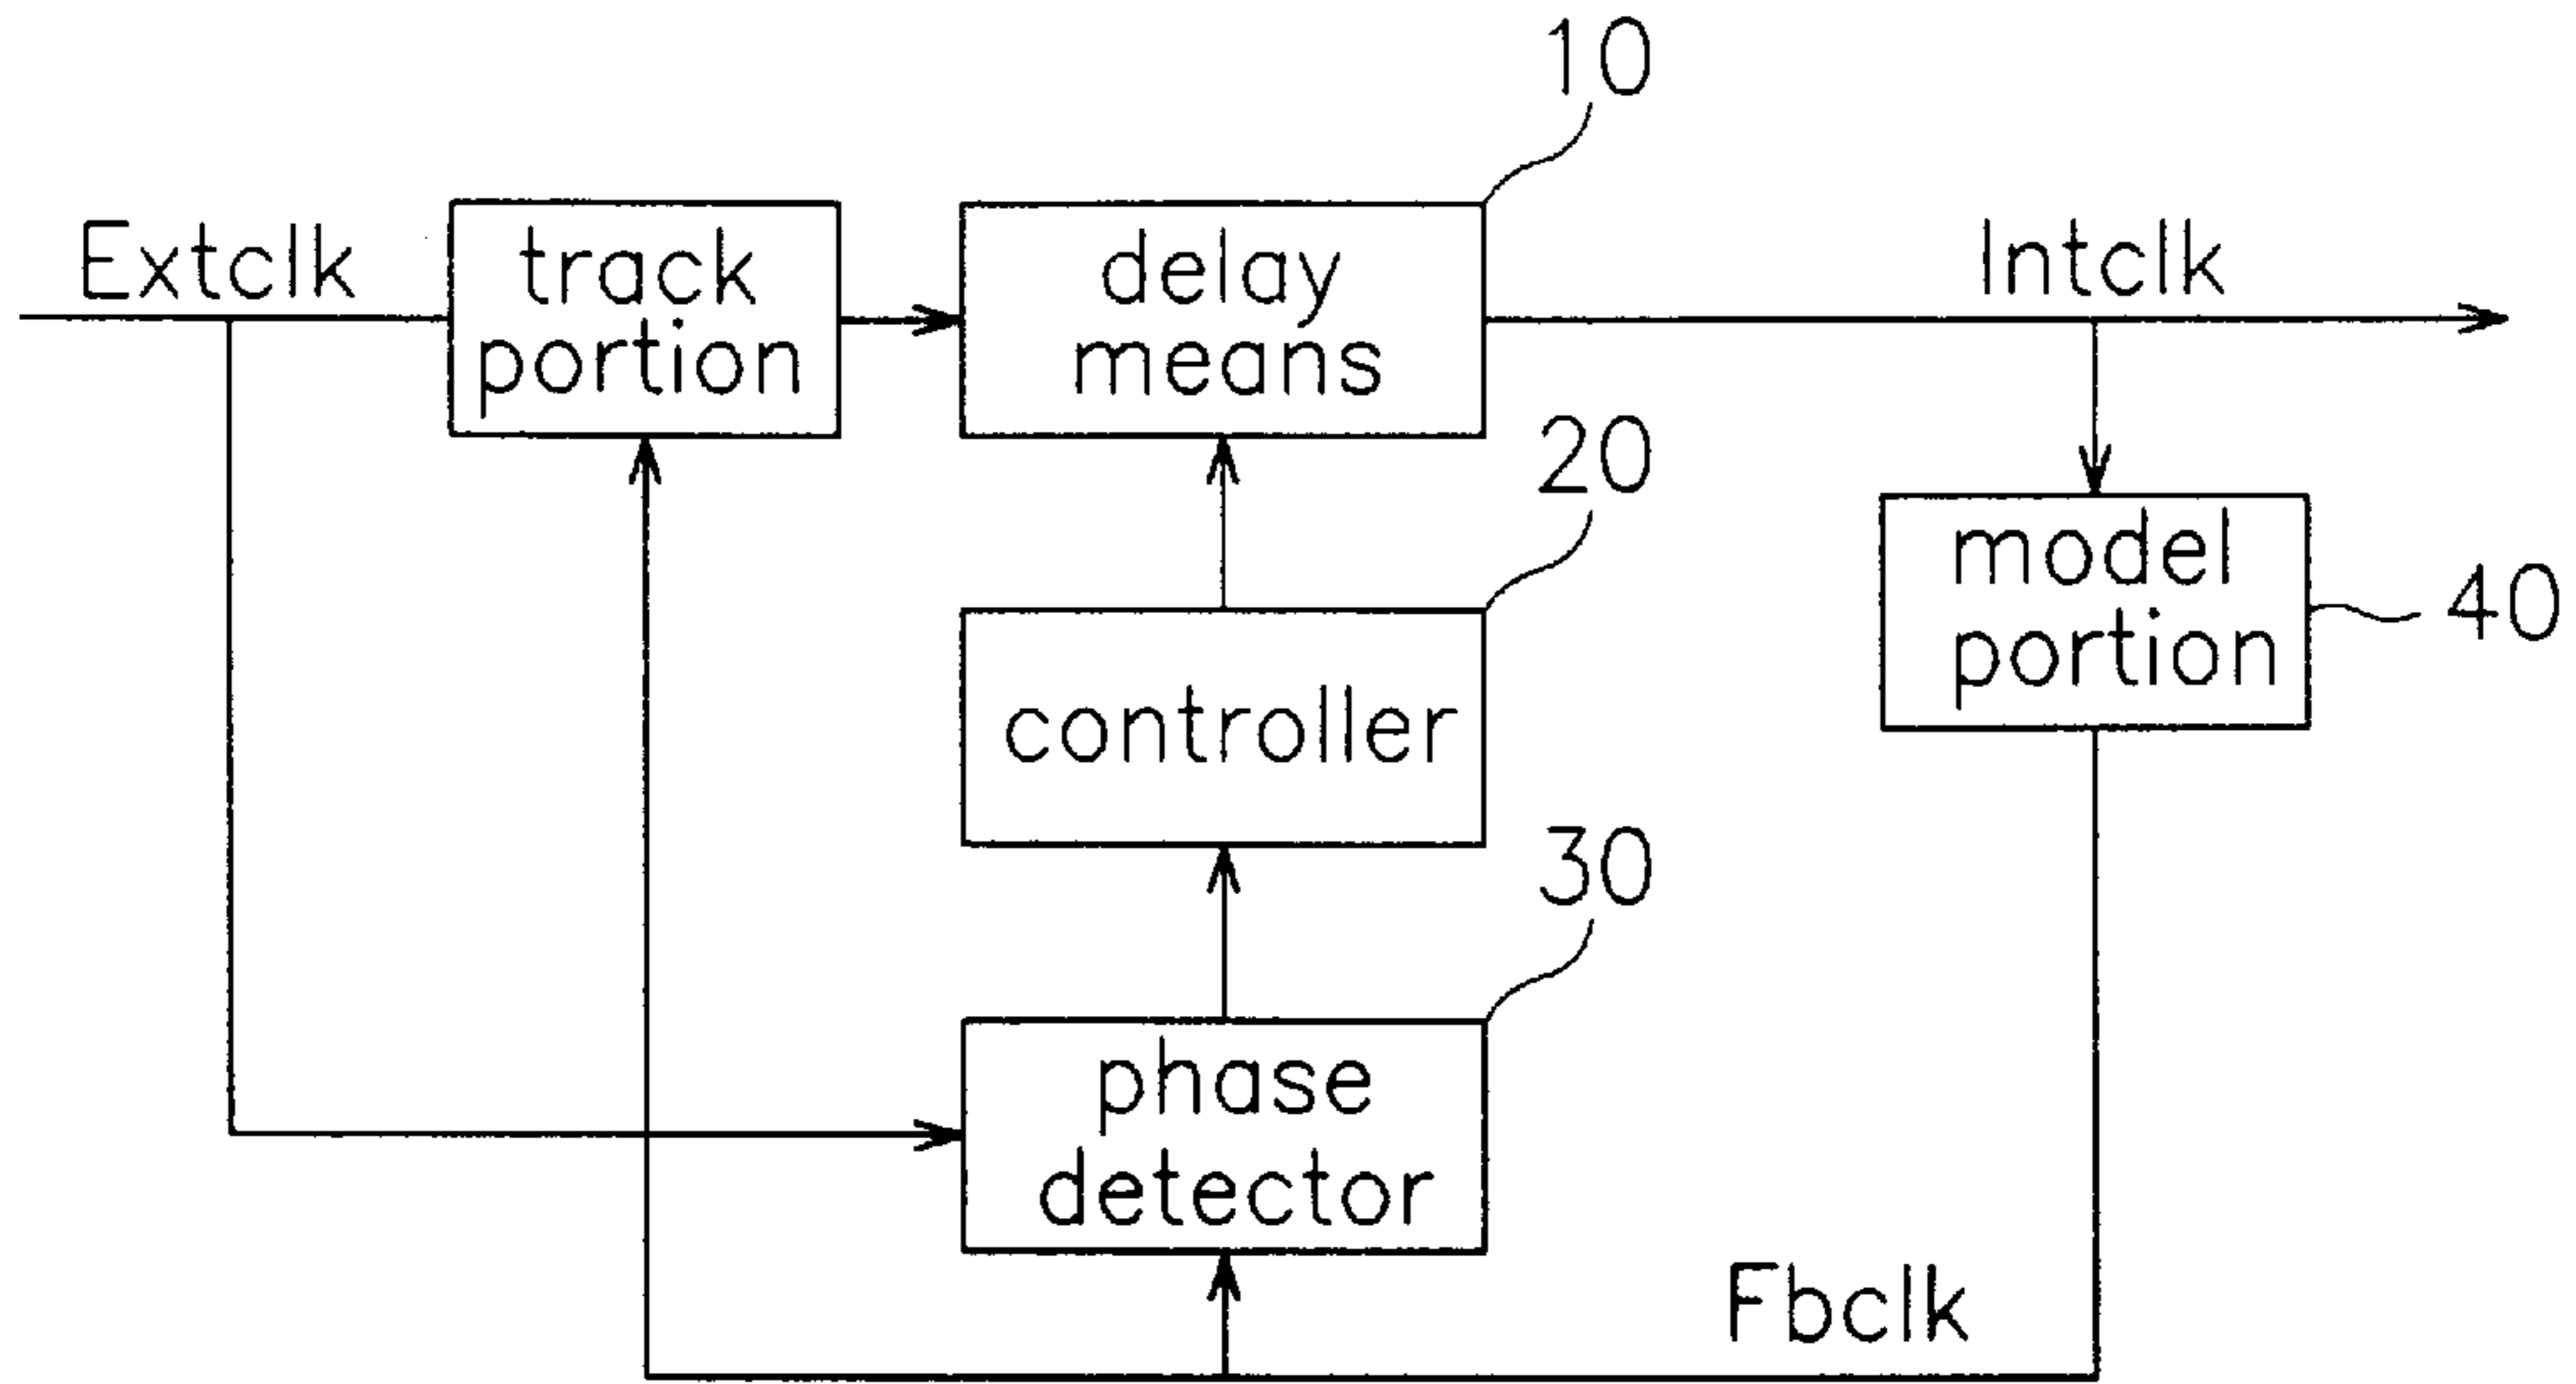 10
Extclk
track
portion
delay
means
Intclk
20
model
portion
40
controller
30
phase
detector
Fbclk